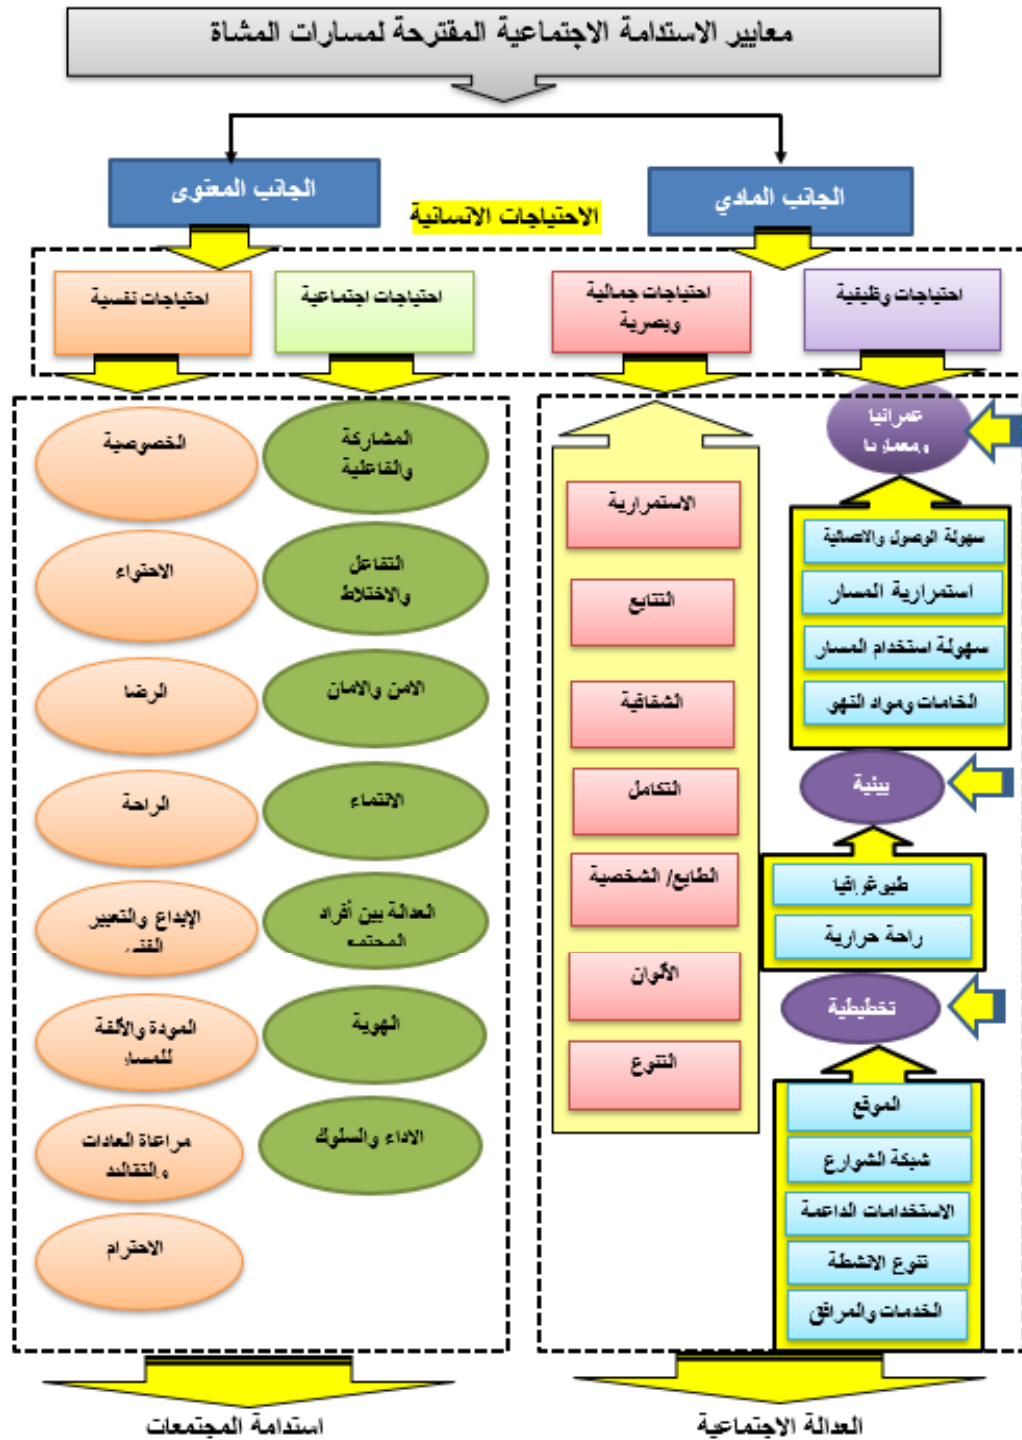 معايير الاستدامة الاجتماعية المقترحة لمسارات المشاة
الجانب المادي
الجانب المعنوى
الاحتياجات الانسانية
احتياجات وظيفية
احتياجات جمالية
وبصرية
احتياجات اجتماعية
احتياجات نفسية
عمرانيا
ومعماريا
سهولة الوصول والاتصالية
استمرارية المسار
سهولة استخدام المسار
الخامات ومواد النهو
بيئية
طبوغرافيا
راحة حرارية
تخطيطية
الموقع
شبكة الشوارع
الاستخدامات الداعمة
تنوع الانشطة
الخدمات والمرافق
الاستمرارية
التتابع
الشفافية
التكامل
الطابع/ الشخصية
الألوان
التنوع
المشاركة
والفاعلية
التفاعل
والاختلاط
الامن والامان
الانتماء
العدالة بين أفراد
المجتمع
الهوية
الاداء والسلوك
الخصوصية
الاحتواء
الرضا
الراحة
الإبداع والتعبير
الفنى
المودة والألفة
للمسار
مراعاة العادات
والتقاليد
الاحترام
العدالة الاجتماعية
استدامة المجتمعات